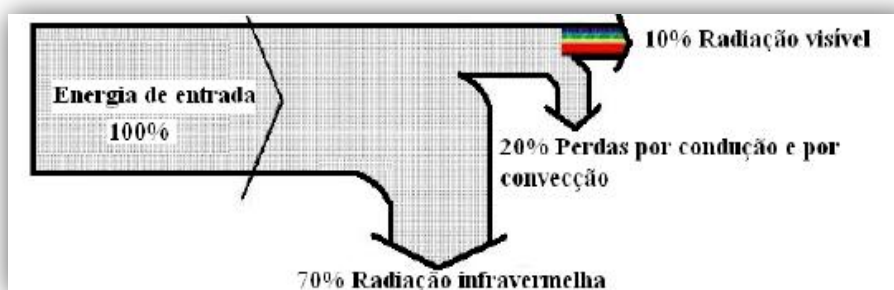 10% Radiação visível
Energia de entrada
100%
20% Perdas por condução e por
convecção
70% Radiação infravermelha